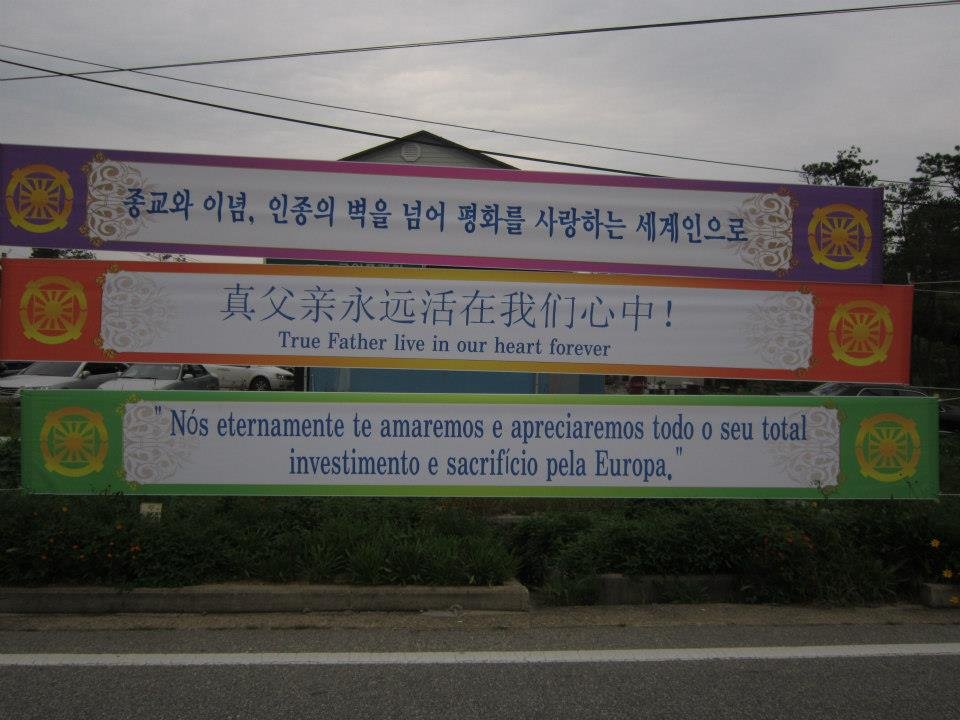 종교와 이념, 인종의 벽을 넘어 평화를 사랑하는 세계인으로
真父亲永远活在我们心中!
True Father live in our heart forever
" Nós eternamente te amaremos e apreciaremos todo o seu total
investimento e sacrifício pela Europa."